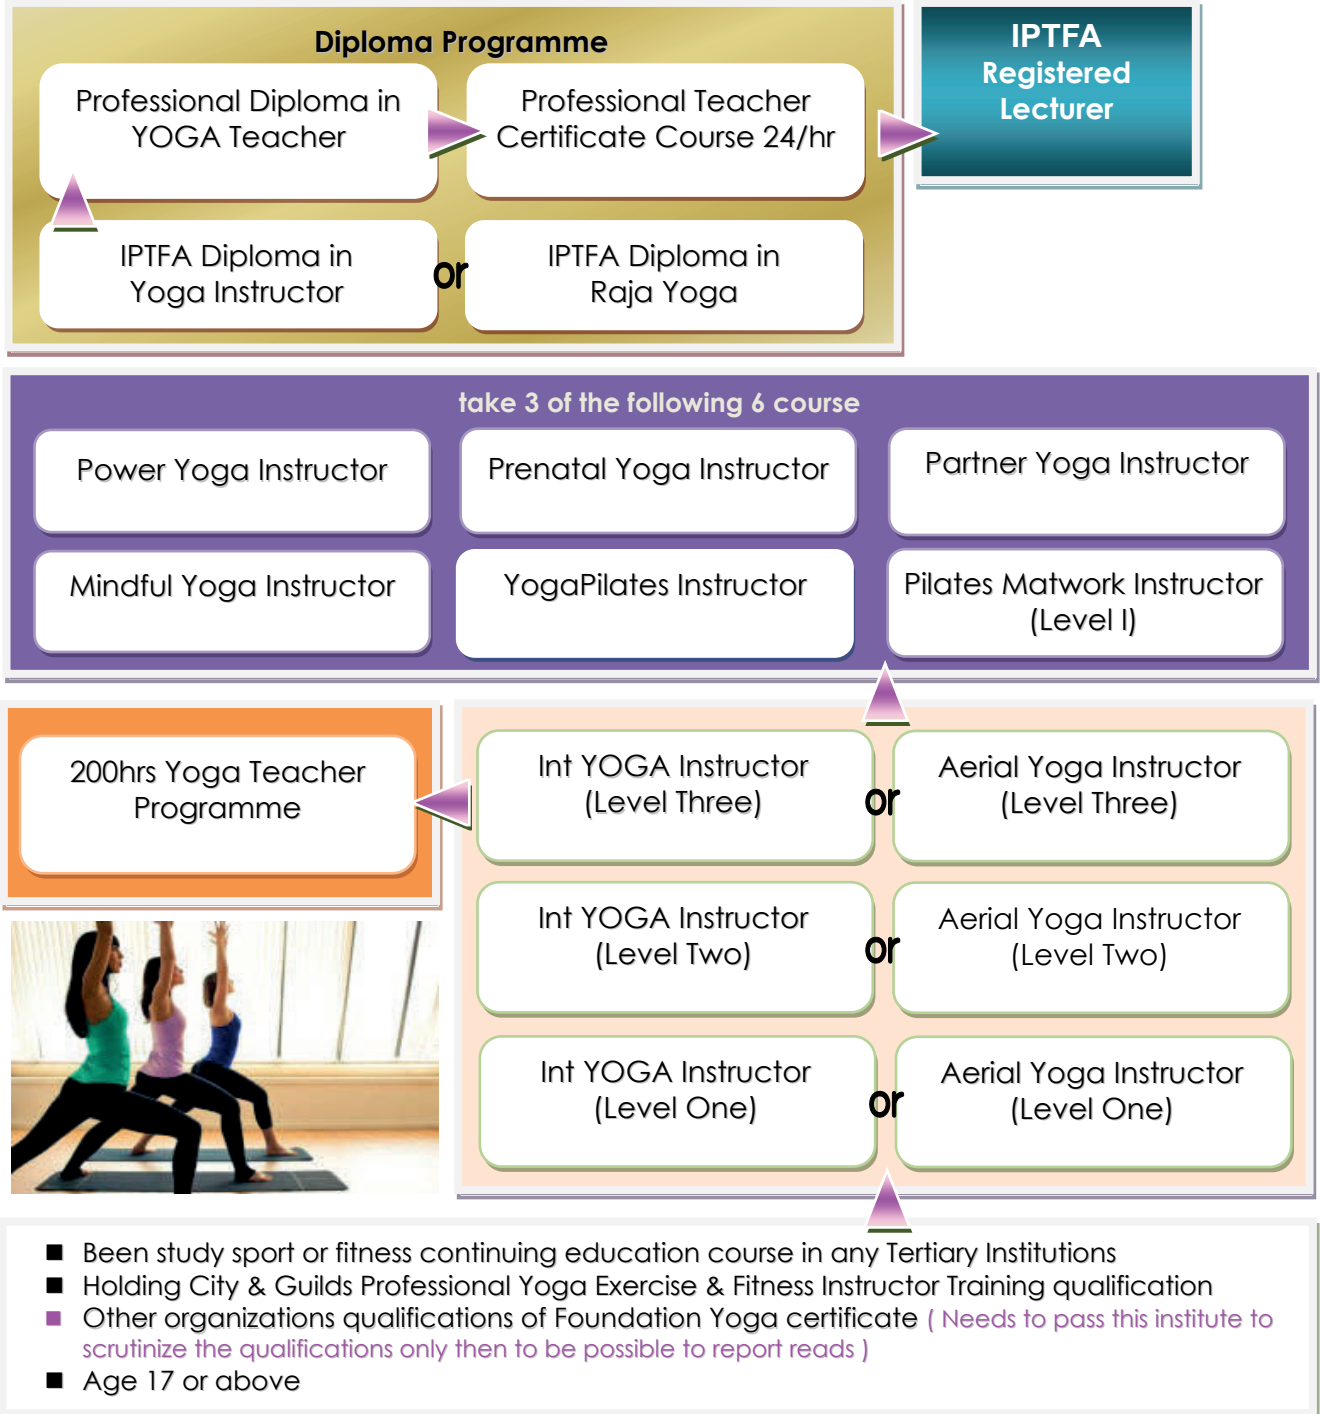 Diploma Programme
Professional Diploma in
YOGA Teacher
Professional Teacher
Certificate Course 24/hr
IPTFA
Registered
Lecturer
IPTFA Diploma in
Yoga Instructor
or
IPTFA Diploma in
Raja Yoga
take 3 of the following 6 course
Power Yoga Instructor
Prenatal Yoga Instructor
Partner Yoga Instructor
Mindful Yoga Instructor
YogaPilates Instructor
Pilates Matwork Instructor
(Level I)
200hrs Yoga Teacher
Programme
Int YOGA Instructor
(Level Three)
or
Aerial Yoga Instructor
(Level Three)
Int YOGA Instructor
(Level Two)
or
Aerial Yoga Instructor
(Level Two)
Int YOGA Instructor
(Level One)
or
Aerial Yoga Instructor
(Level One)
Been study sport or fitness continuing education course in any Tertiary Institutions
Holding City & Guilds Professional Yoga Exercise & Fitness Instructor Training qualification
Other organizations qualifications of Foundation Yoga certificate ( Needs to pass this institute to
scrutinize the qualifications only then to be possible to report reads )
Age 17 or above